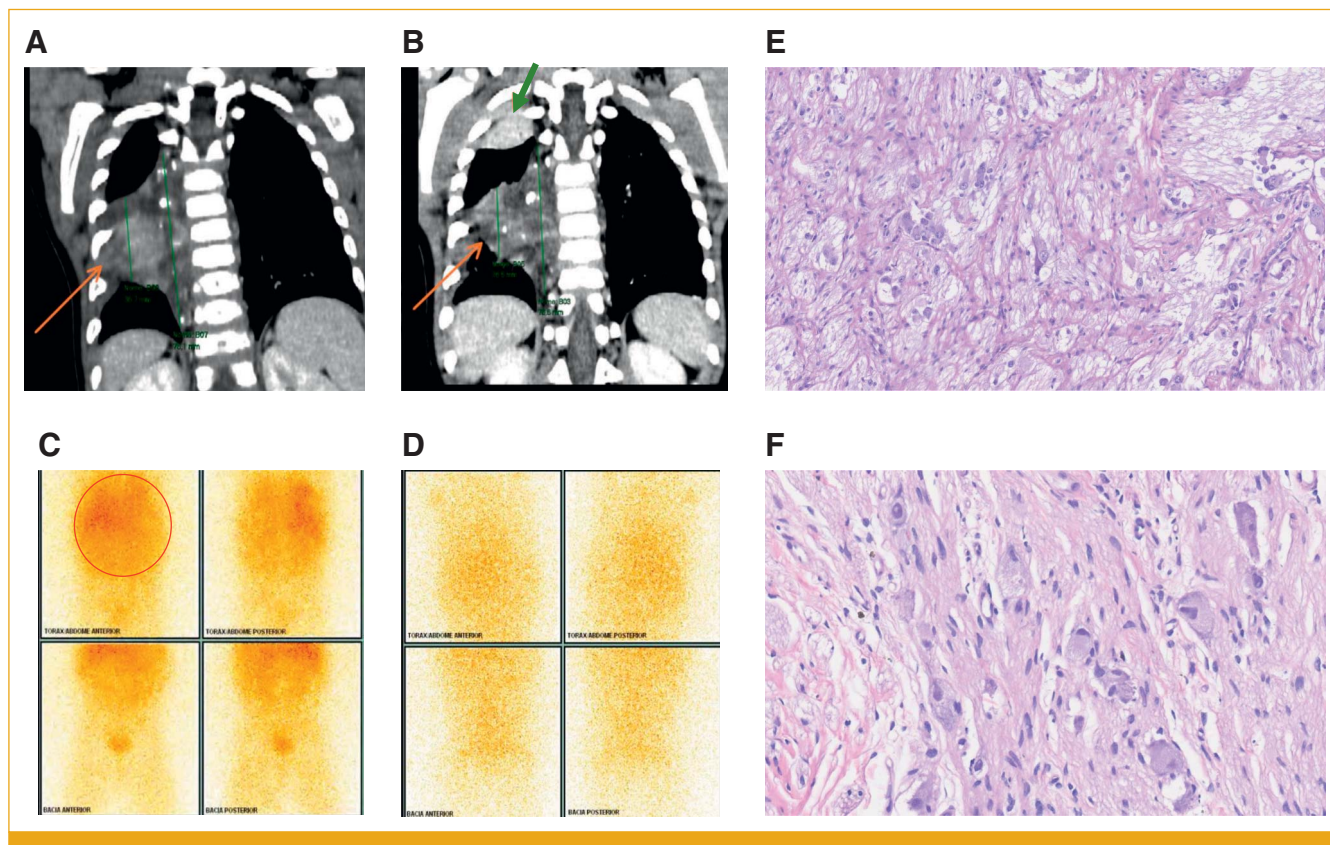 A
B
E
C
D
F
TORAX/ABDOME ANTERIOR
TORAX/ABDOME POSTERIOR
TORAX/ABDOME ANTERIOR
TORAX/ABDOME POSTERIOR
BACIA ANTERIOR
BACIA POSTERIOR
BACIA ANTERIOR
BACIA POSTERIOR